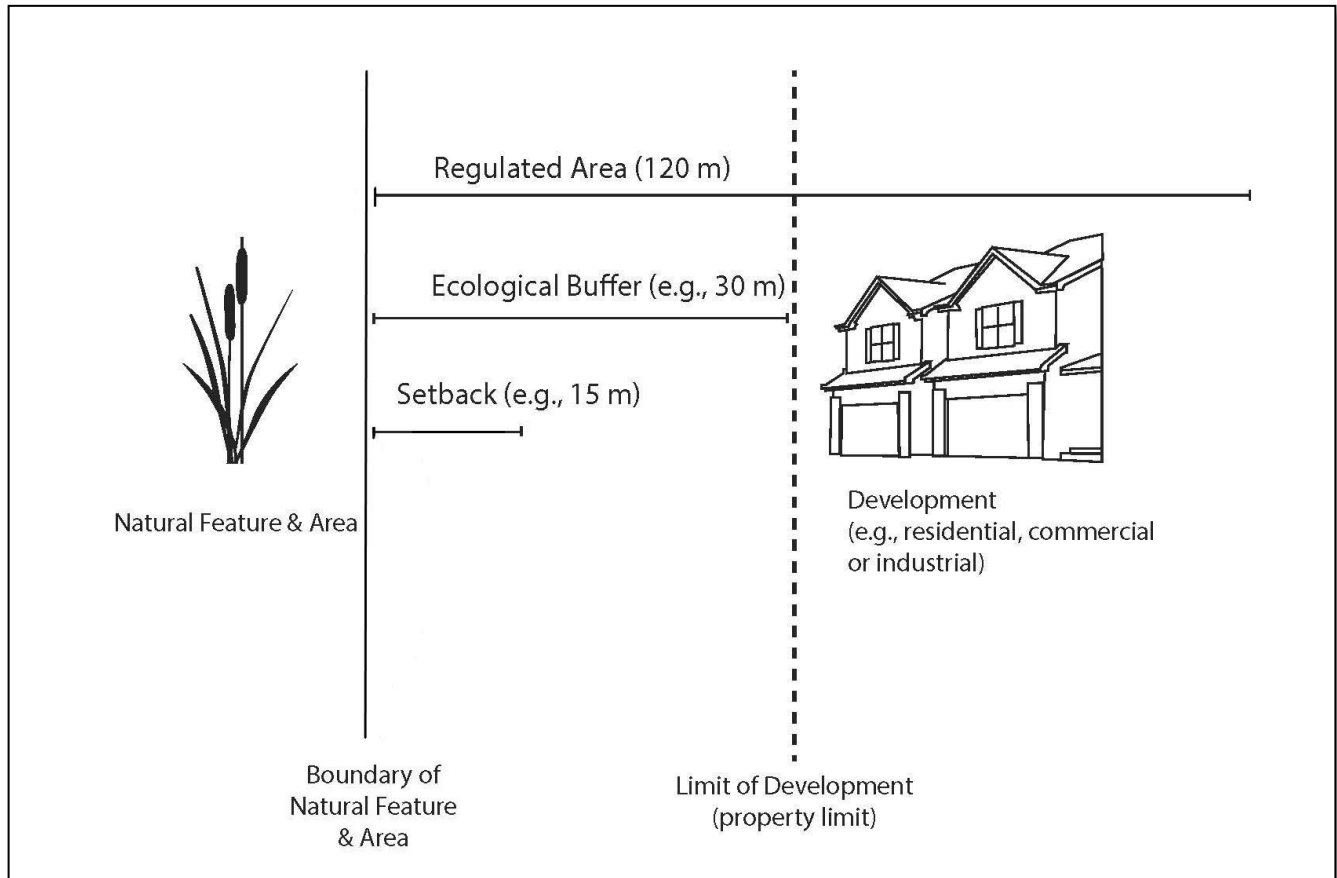 Regulated Area (120 m)
Ecological Buffer (e.g., 30 m)
Setback (e.g., 15 m)
Natural Feature & Area
Development
(e.g., residential, commercial
or industrial)
Boundary of
Natural Feature
& Area
Limit of Development
(property limit)